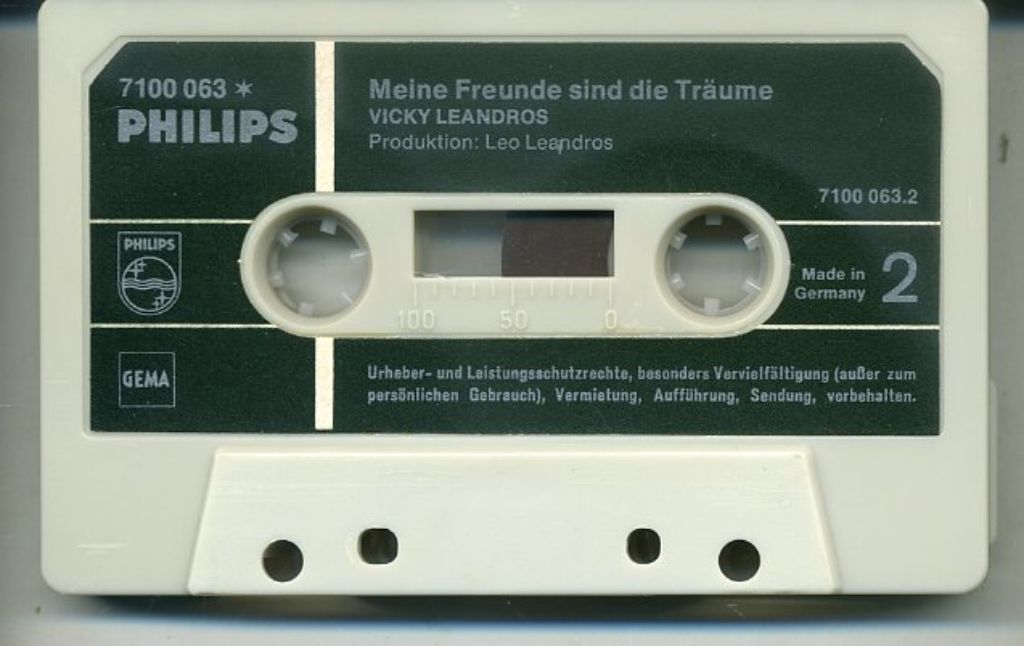 7100 063 *
PHILIPS
Meine Freunde sind die Träume
VICKY LEANDROS
Produktion: Leo Leandros
7100 063.2
PHILIPS
Made in
Germany
2
100 50 0
GEMA
Urheber- und Leistungsschutzrechte, besonders Vervielfältigung (außer zum
persönlichen Gebrauch), Vermietung, Aufführung, Sendung, vorbehalten.